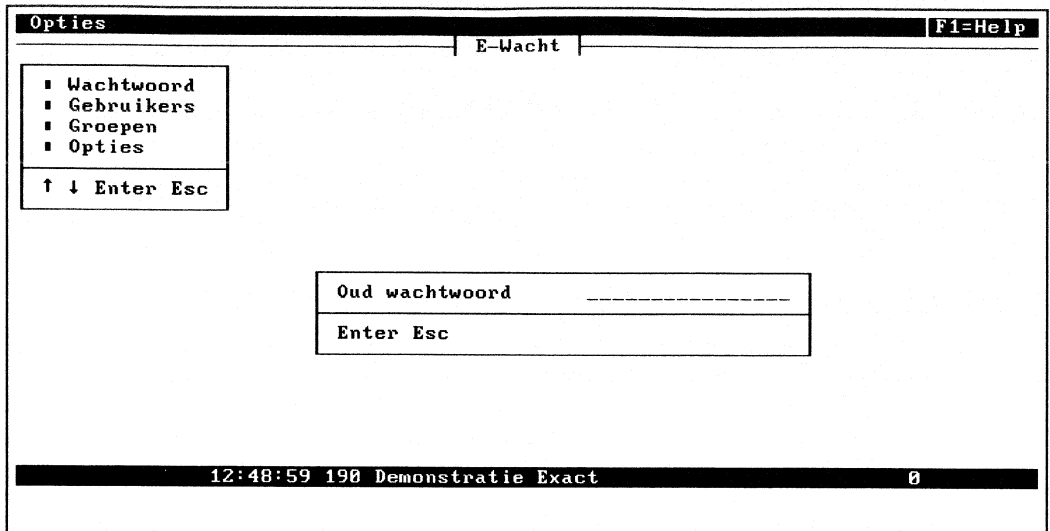 Opties F1=Help
E-Wacht
Wachtwoord
Gebruikers
Groepen
Opties
↑ ↓ Enter Esc
Oud wachtwoord ________________
Enter Esc
12:48:59 190 Demonstratie Exact 0